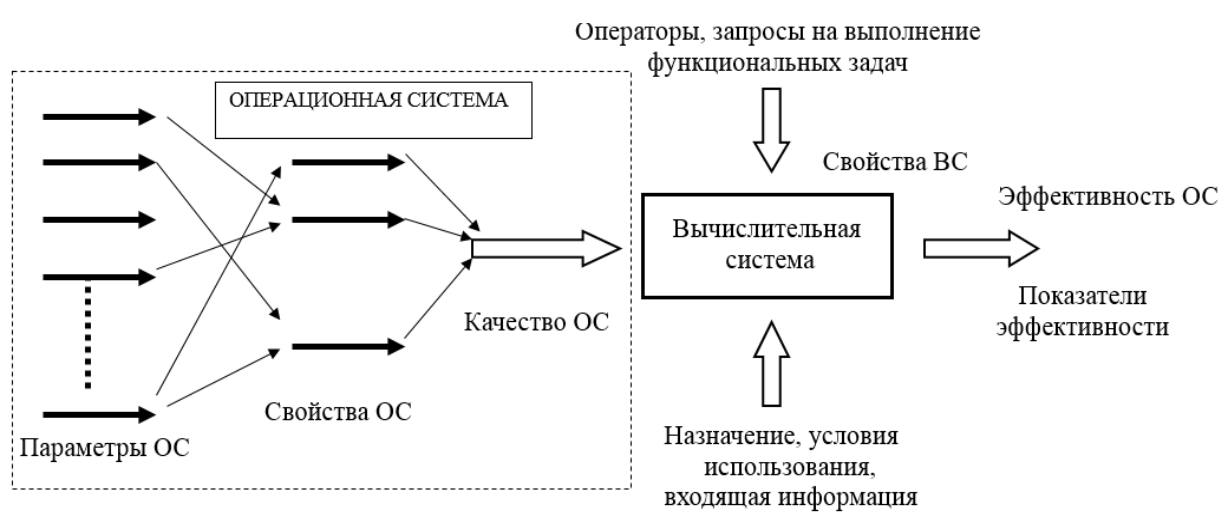 Операторы, запросы на выполнение
функциональных задач
ОПЕРАЦИОННАЯ СИСТЕМА
Свойства ВС
Эффективность ОС
Вычислительная
система
Показатели
эффективности
Качество ОС
Свойства ОС
Параметры ОС
Назначение, условия
использования,
входящая информация